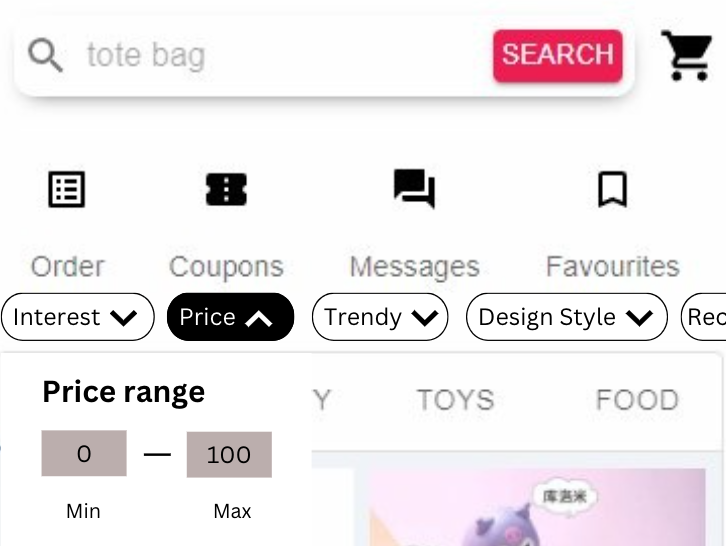 tote bag SEARCH
Order Coupons Messages Favourites
Interest Price Trendy Design Style Rec
Price range
Y TOYS FOOD
0 — 100
Min Max
库洛米